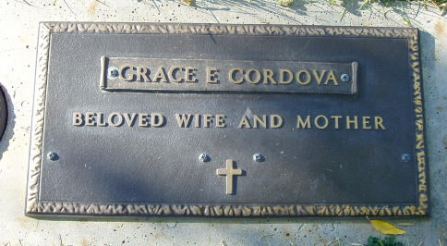 GRACE E CORDOVA
BELOVED WIFE AND MOTHER